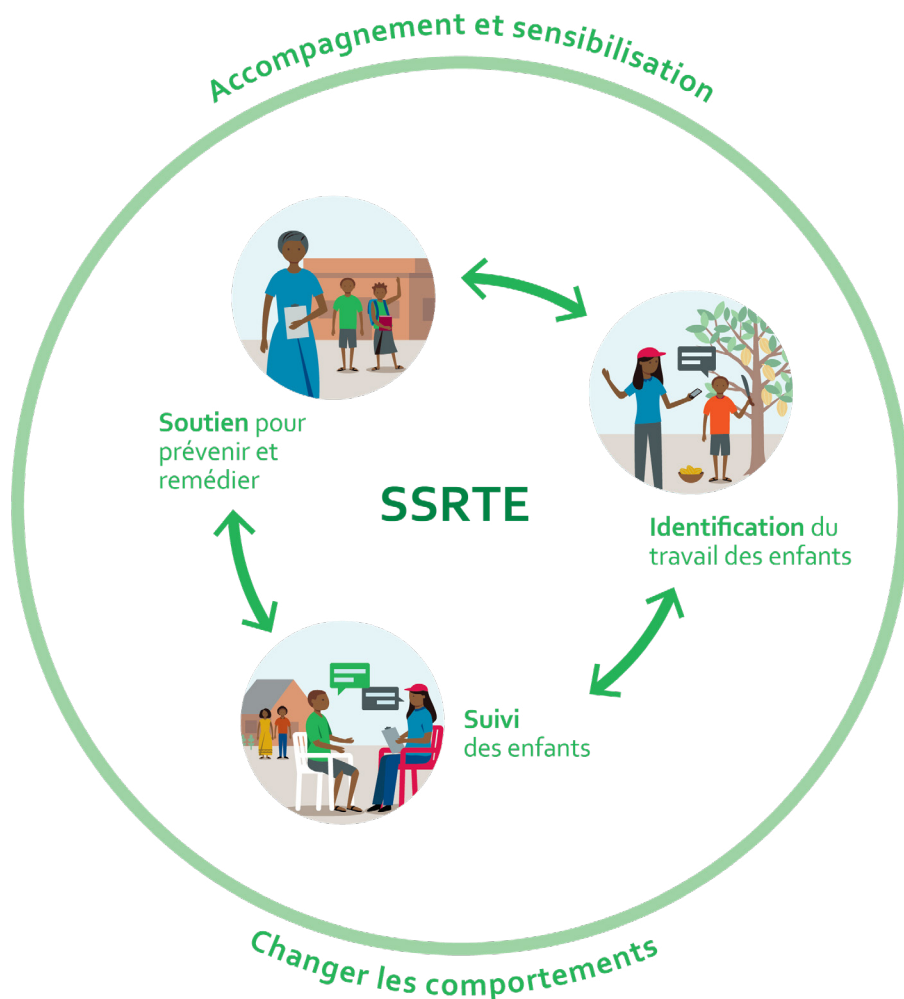 Accompagnement et sensibilisation
Soutien pour
prévenir et
remédier
SSRTE
Identification du
travail des enfants
Suivi
des enfants
Changer les comportements